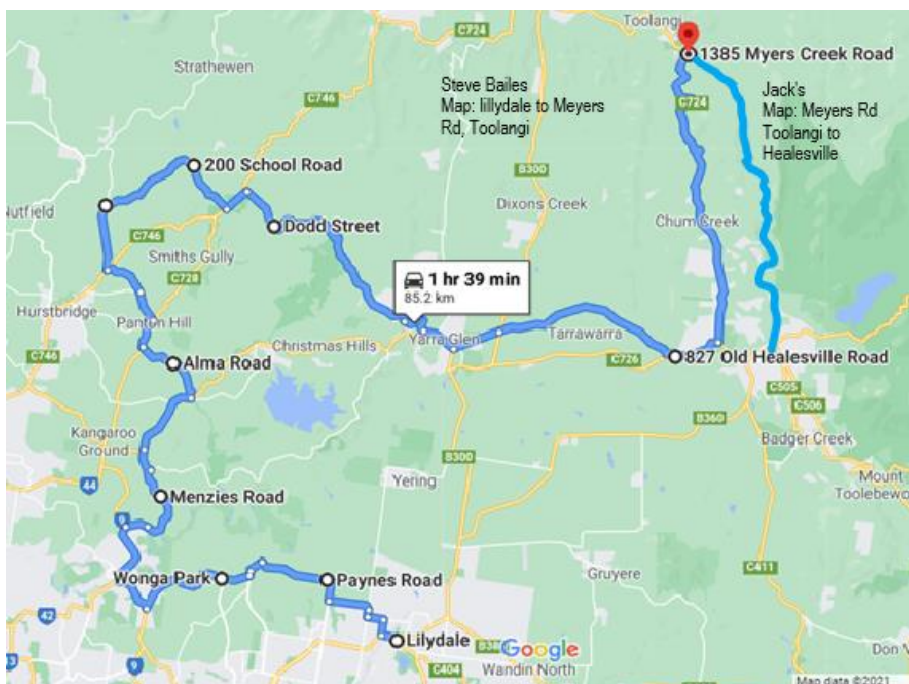 Toolangi
C724
1385 Myers Creek Road
Strathewen
Steve Bailes
Map: lillydale to Meyers
Rd, Toolangi
Jack's
Map: Meyers Rd
Toolangi to
Healesville
C746
C724
200 School Road
B300
Dixons Creek
Nutfield
Dodd Street
Chum Creek
C746
Smiths Gully
C728
1 hr 39 min
85.2 km
Hurstbridge
Panton Hill
Yarra Glen
Tarrawarra
Christmas Hills
C746
Alma Road
C726
827 Old Healesville Road
C505
C506
B360
Badger Creek
Kangaroo
Ground
B300
44
Yering
Mount
Toolebewo
Menzies Road
9
C411
Wonga Park
Paynes Road
Gruyere
42
Lilydale
Google
Don
9
C404
Wandin North
Map data ©2021